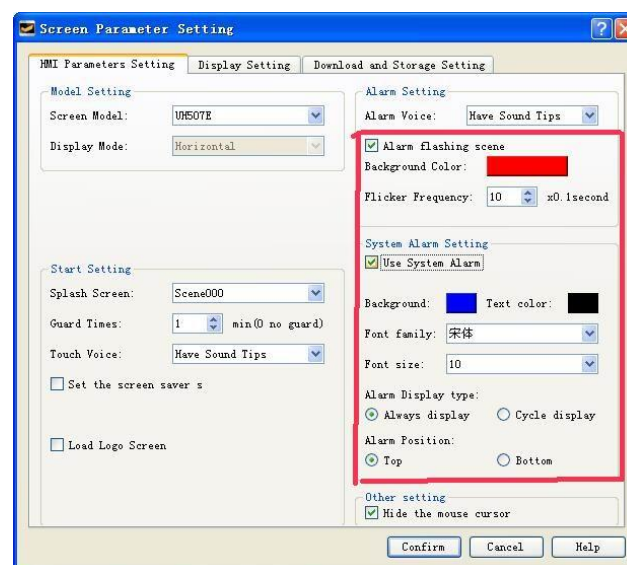 Screen Parameter Setting
HMI Parameters Setting Display Setting Download and Storage Setting
Model Setting
Screen Model: UH507E
Display Mode: Horizontal
Start Setting
Splash Screen: Scene000
Guard Times: 1 min(0 no guard)
Touch Voice: Have Sound Tips
Set the screen saver s
Load Logo Screen
Alarm Setting
Alarm Voice: Have Sound Tips
Alarm flashing scene
Background Color:
Flicker Frequency: 10 x0.1second
System Alarm Setting
Use System Alarm
Background: Text color:
Font family: 宋体
Font size: 10
Alarm Display type:
Always display Cycle display
Alarm Position:
Top Bottom
Other setting
Hide the mouse cursor
Confirm Cancel Help